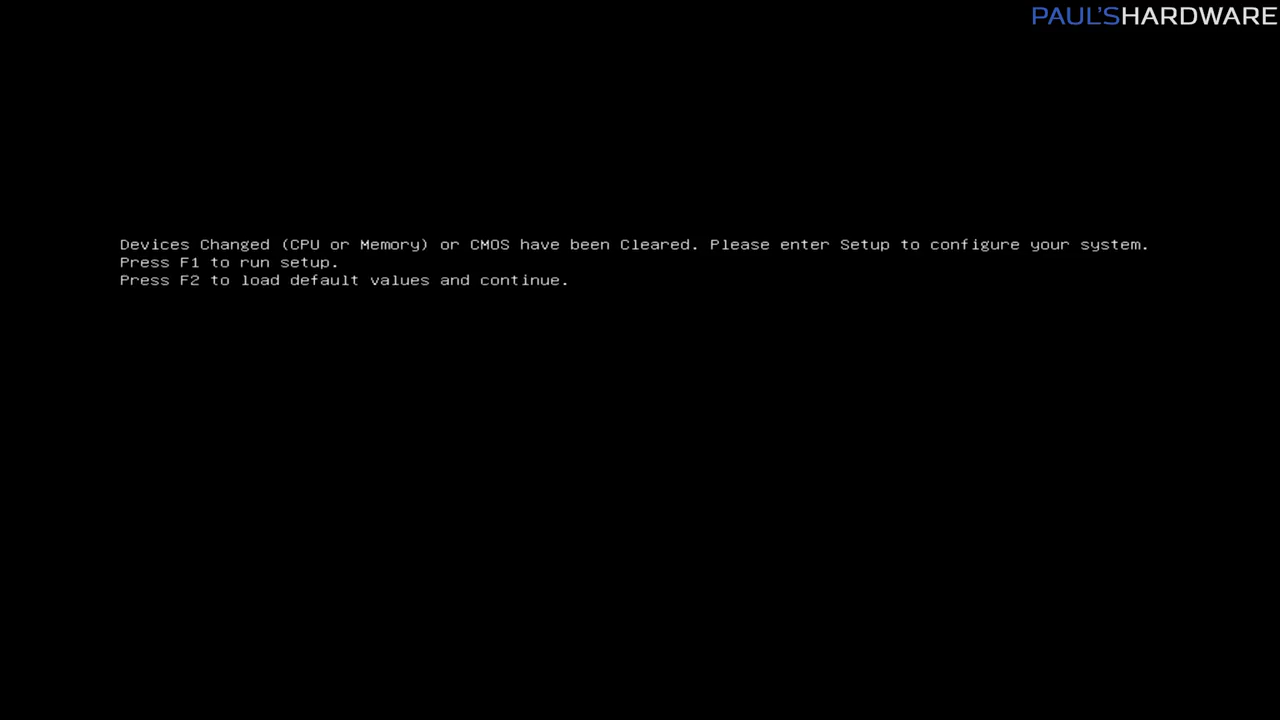 PAUL'SHARDWARE
Devices Changed (CPU or Memory) or CMOS have been Cleared. Please enter Setup to configure your system.
Press F1 to run setup.
Press F2 to load default values and continue.